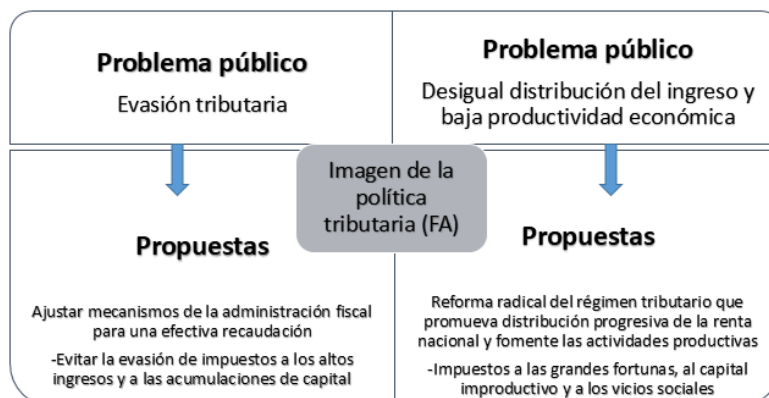 Problema público
Evasión tributaria
Problema público
Desigual distribución del ingreso y
baja productividad económica
Imagen de la
política
tributaria (FA)
Propuestas
Ajustar mecanismos de la administración fiscal
para una efectiva recaudación
-Evitar la evasión de impuestos a los altos
ingresos y a las acumulaciones de capital
Propuestas
Reforma radical del régimen tributario que
promueva distribución progresiva de la renta
nacional y fomente las actividades productivas
-Impuestos a las grandes fortunas, al capital
improductivo y a los vicios sociales